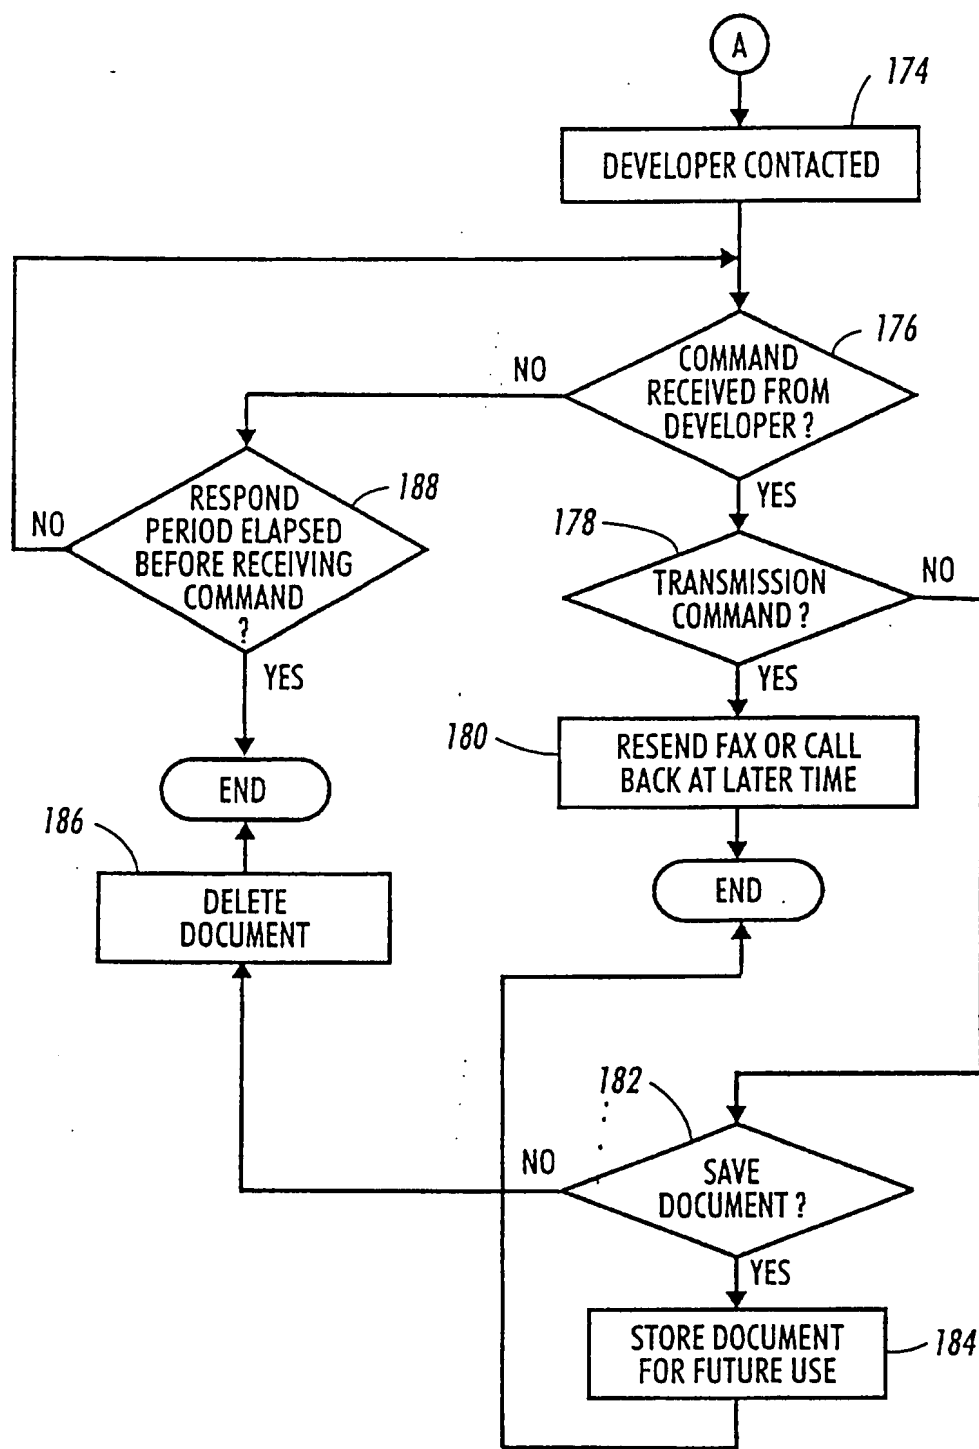 A
174
DEVELOPER CONTACTED
176
NO
COMMAND
RECEIVED FROM
DEVELOPER ?
YES
188
NO
RESPOND
PERIOD ELAPSED
BEFORE RECEIVING
COMMAND
?
YES
178
NO
TRANSMISSION
COMMAND ?
YES
180
RESEND FAX OR CALL
BACK AT LATER TIME
END
END
186
DELETE
DOCUMENT
182
NO
SAVE
DOCUMENT ?
YES
STORE DOCUMENT
FOR FUTURE USE
184